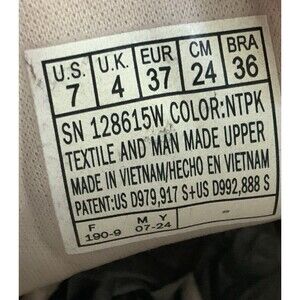 U.S. U.K. EUR CM BRA
7 4 37 24 36
SN 128615W COLOR:NTPK
TEXTILE AND MAN MADE UPPER
MADE IN VIETNAM/HECHO EN VIETNAM
PATENT:US D979,917 S+US D992,888 S
F M Y
190-9 07-24